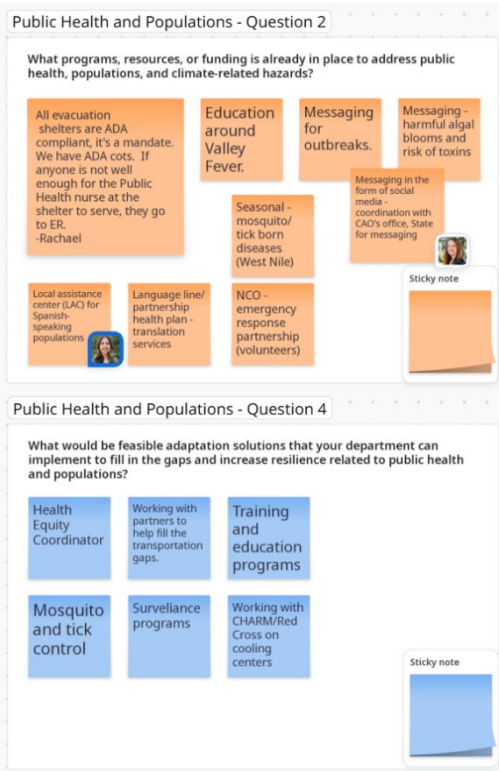 Public Health and Populations - Question 2
What programs, resources, or funding is already in place to address public
health, populations, and climate-related hazards?
All evacuation
shelters are ADA
compliant, it's a mandate.
We have ADA cots. If
anyone is not well
enough for the Public
Health nurse at the
shelter to serve, they go
to ER.
-Rachael
Education
around
Valley
Fever.
Messaging
for
outbreaks.
Messaging -
harmful algal
blooms and
risk of toxins
Messaging in the
form of social
media -
coordination with
CAO's office, State
for messaging
Seasonal -
mosquito/
tick born
diseases
(West Nile)
Sticky note
Local assistance
center (LAC) for
Spanish-
speaking
populations
Language line/
partnership
health plan -
translation
services
NCO -
emergency
response
partnership
(volunteers)
Public Health and Populations - Question 4
What would be feasible adaptation solutions that your department can
implement to fill in the gaps and increase resilience related to public health
and populations?
Health
Equity
Coordinator
Working with
partners to
help fill the
transportation
gaps.
Training
and
education
programs
Mosquito
and tick
control
Surveliance
programs
Working with
CHARM/Red
Cross on
cooling
centers
Sticky note